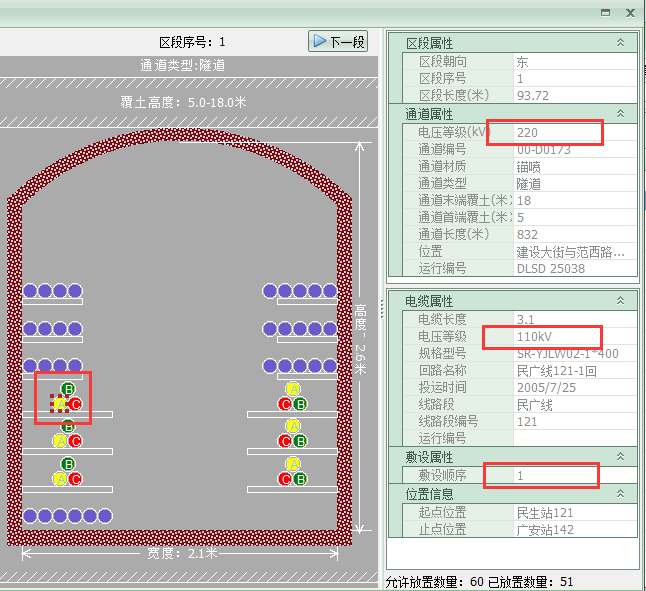 区段序号：1
下一段
通道类型:隧道
覆土高度：5.0-18.0米
高度：2.6米
B
A C
B
A C
B
A C
A
C B
A
C B
A
C B
宽度：2.1米
区段属性
区段朝向 东
区段序号 1
区段长度(米) 93.72
通道属性
电压等级(kV) 220
通道编号 00-D0173
通道材质 锚喷
通道类型 隧道
通道末端覆土(米) 18
通道首端覆土(米) 5
通道长度(米) 832
位置 建设大街与范西路...
运行编号 DLSD 25038
电缆属性
电缆长度 3.1
电压等级 110kV
规格型号 SR-YJLW02-1*400
回路名称 民广线121-1回
投运时间 2005/7/25
线路段 民广线
线路段编号 121
运行编号
敷设属性
敷设顺序 1
位置信息
起点位置 民生站121
止点位置 广安站142
允许放置数量：60 已放置数量：51